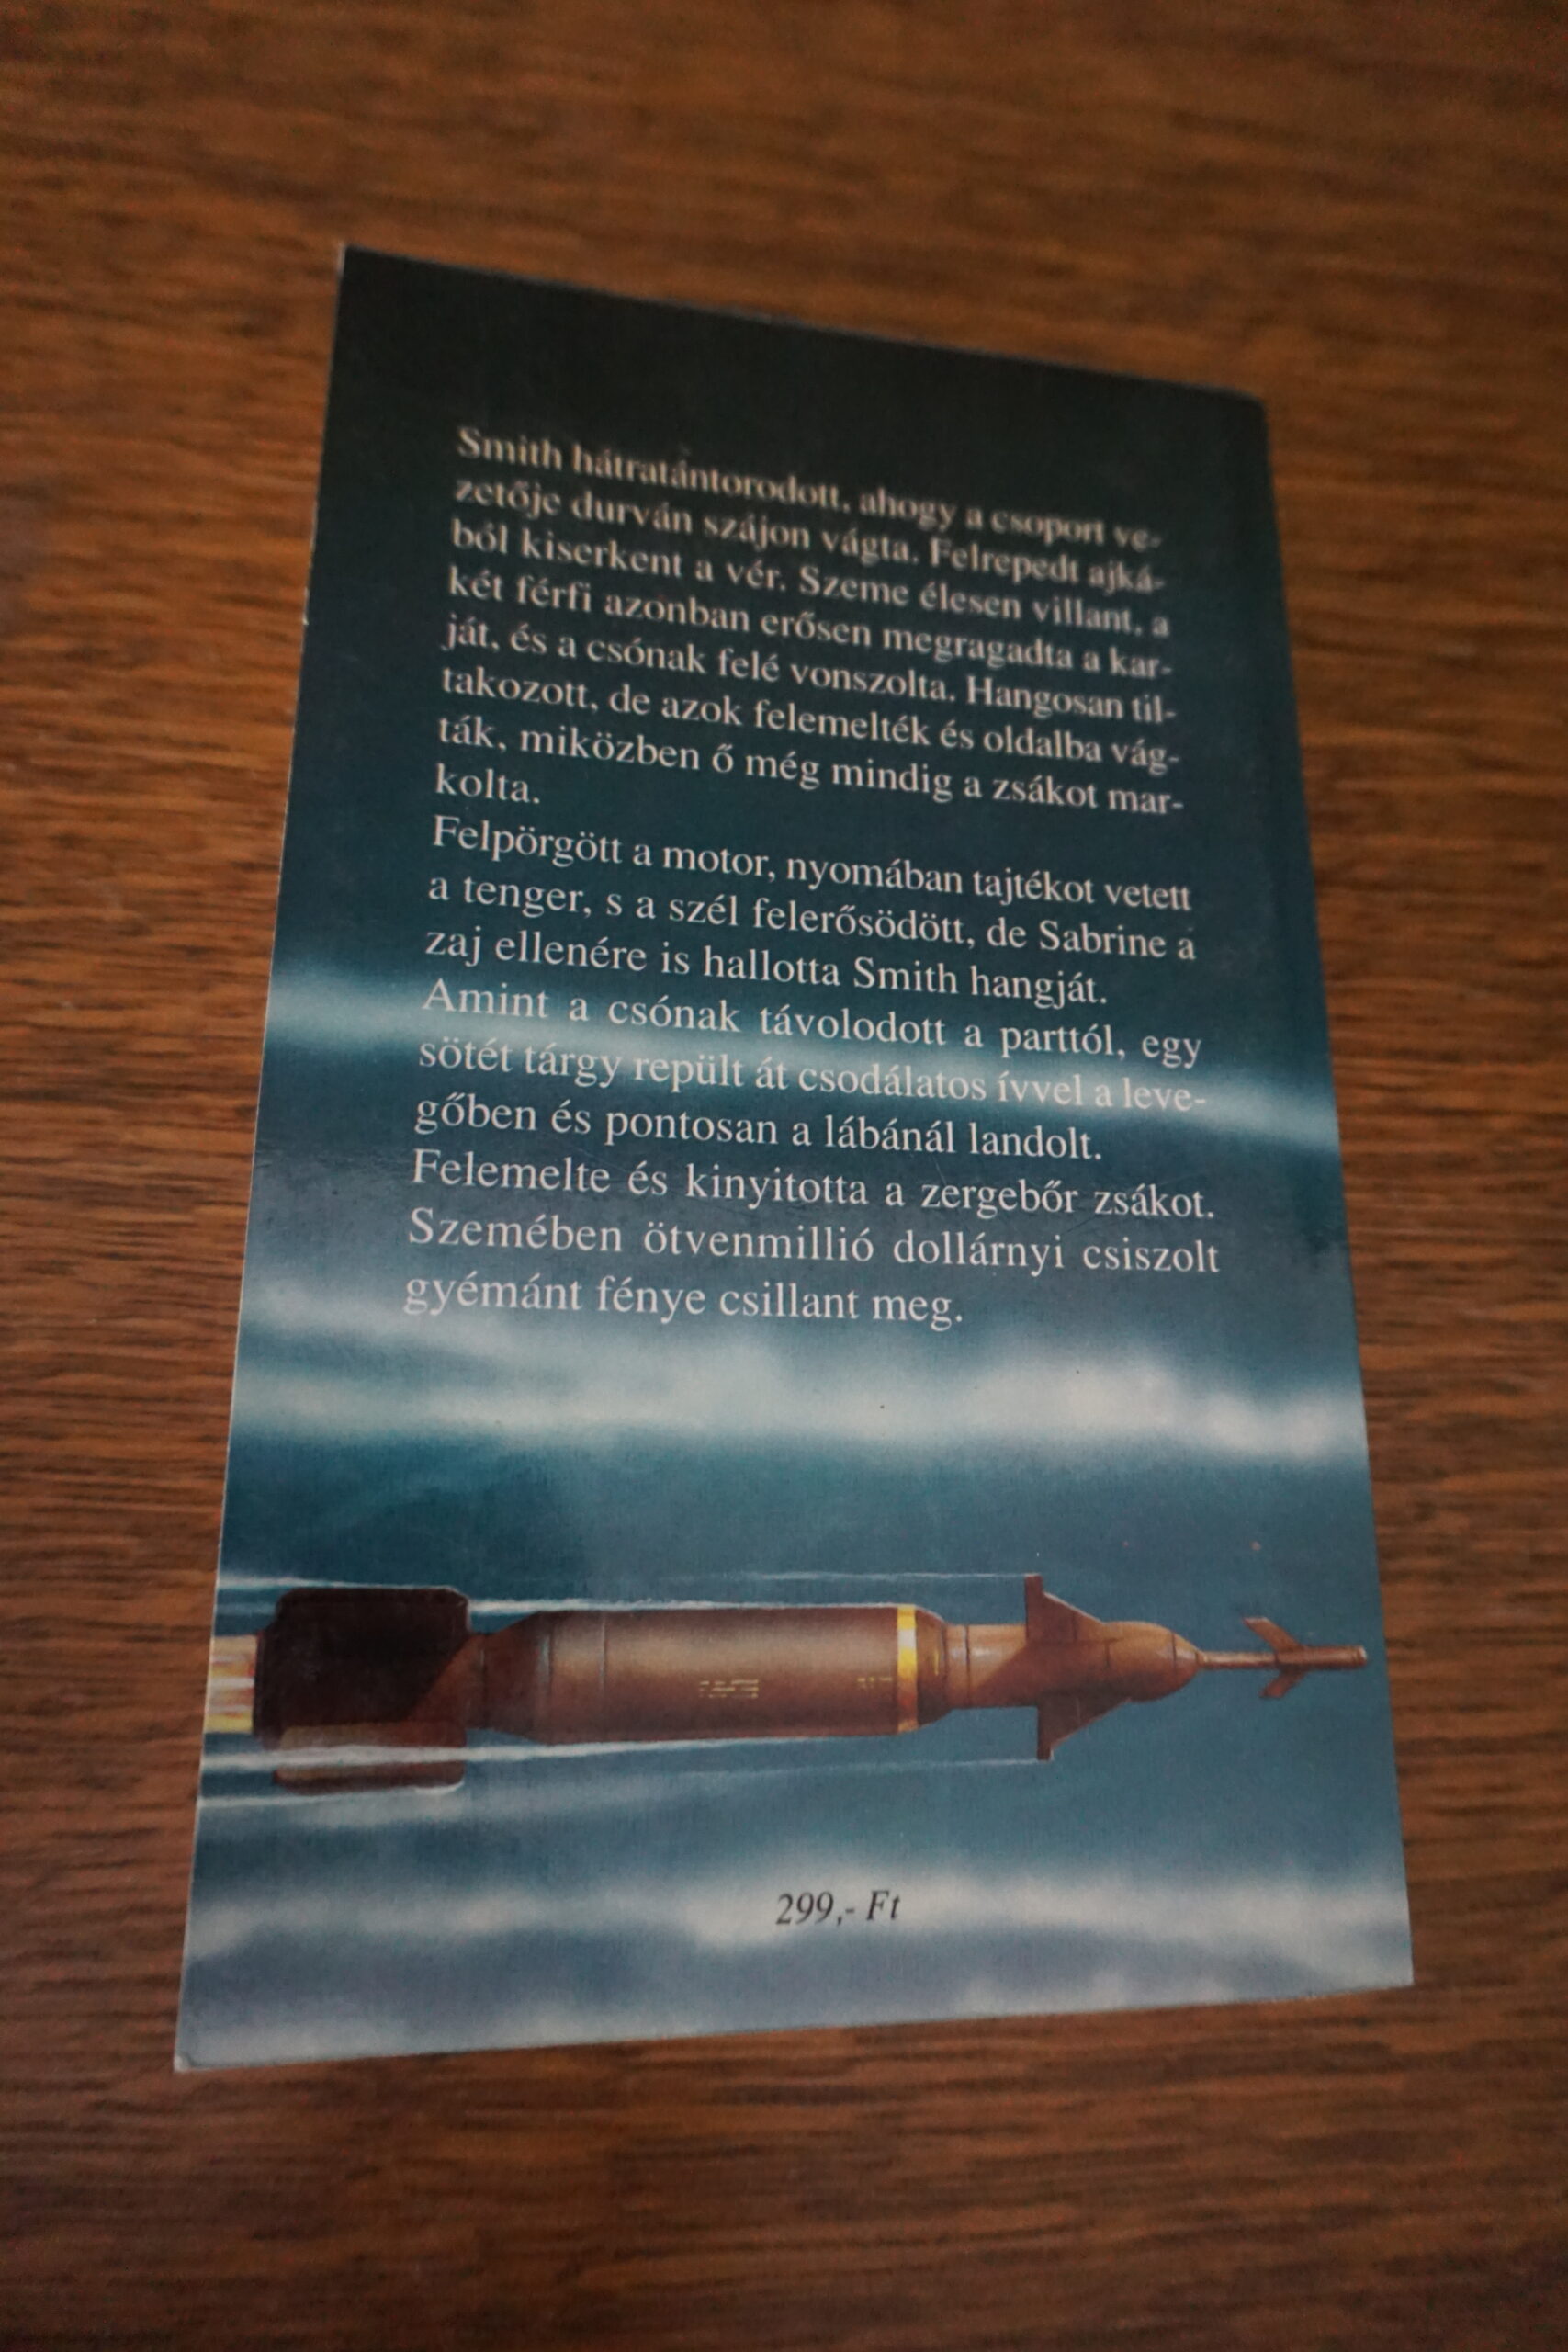 Smith hátratántorodott, ahogy a csoport ve-
zetője durván szájon vágta. Felrepedt ajká-
ból kiserkent a vér. Szeme élesen villant, a
két férfi azonban erősen megragadta a kar-
ját, és a csónak felé vonszolta. Hangosan til-
takozott, de azok felemelték és oldalba vág-
ták, miközben ő még mindig a zsákot mar-
kolta.
Felpörgött a motor, nyomában tajtékot vetett
a tenger, s a szél felerősödött, de Sabrine a
zaj ellenére is hallotta Smith hangját.
Amint a csónak távolodott a parttól, egy
sötét tárgy repült át csodálatos ívvel a leve-
gőben és pontosan a lábánál landolt.
Felemelte és kinyitotta a zergebőr zsákot.
Szemében ötvenmillió dollárnyi csiszolt
gyémánt fénye csillant meg.
299,- Ft